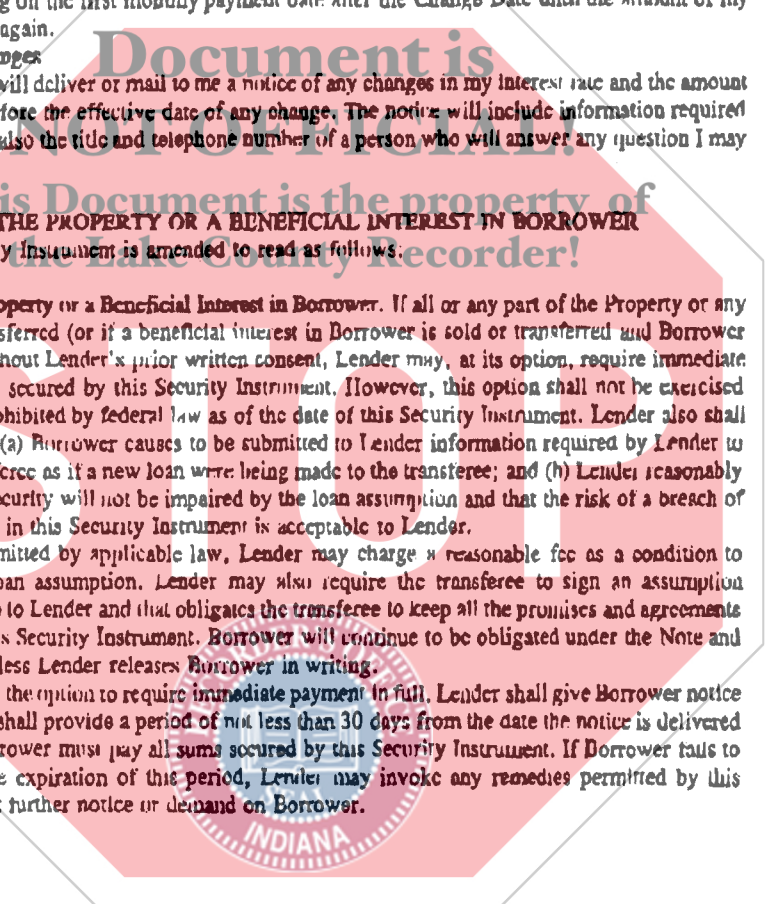 on the first monthly payment date after the Change Date until the amount of my
again.
nges
will deliver or mail to me a notice of any changes in my interest rate and the amount
fore the effective date of any change. The notice will include information required
also the title and telephone number of a person who will answer any question I may
Document is
NOT OFFICIAL!
is Document is the property of
the Lake County Recorder!
THE PROPERTY OR A BENEFICIAL INTEREST IN BORROWER
y Instrument is amended to read as follows:
operty or a Beneficial Interest in Borrower. If all or any part of the Property or any
sferred (or if a beneficial interest in Borrower is sold or transferred and Borrower
hout Lender's prior written consent, Lender may, at its option, require immediate
secured by this Security Instrument. However, this option shall not be exercised
ohibited by federal law as of the date of this Security Instrument. Lender also shall
(a) Borrower causes to be submitted to Lender information required by Lender to
eree as if a new loan were being made to the transferee; and (b) Lender reasonably
ecurity will not be impaired by the loan assumption and that the risk of a breach of
in this Security Instrument is acceptable to Lender.
mitted by applicable law, Lender may charge a reasonable fee as a condition to
oan assumption. Lender may also require the transferee to sign an assumption
to Lender and that obligates the transferee to keep all the promises and agreements
s Security Instrument. Borrower will continue to be obligated under the Note and
less Lender releases Borrower in writing.
the option to require immediate payment in full, Lender shall give Borrower notice
shall provide a period of not less than 30 days from the date the notice is delivered
rower must pay all sums secured by this Security Instrument. If Borrower fails to
e expiration of this period, Lender may invoke any remedies permitted by this
t further notice or demand on Borrower.
STOP
SEAL
INDIANA